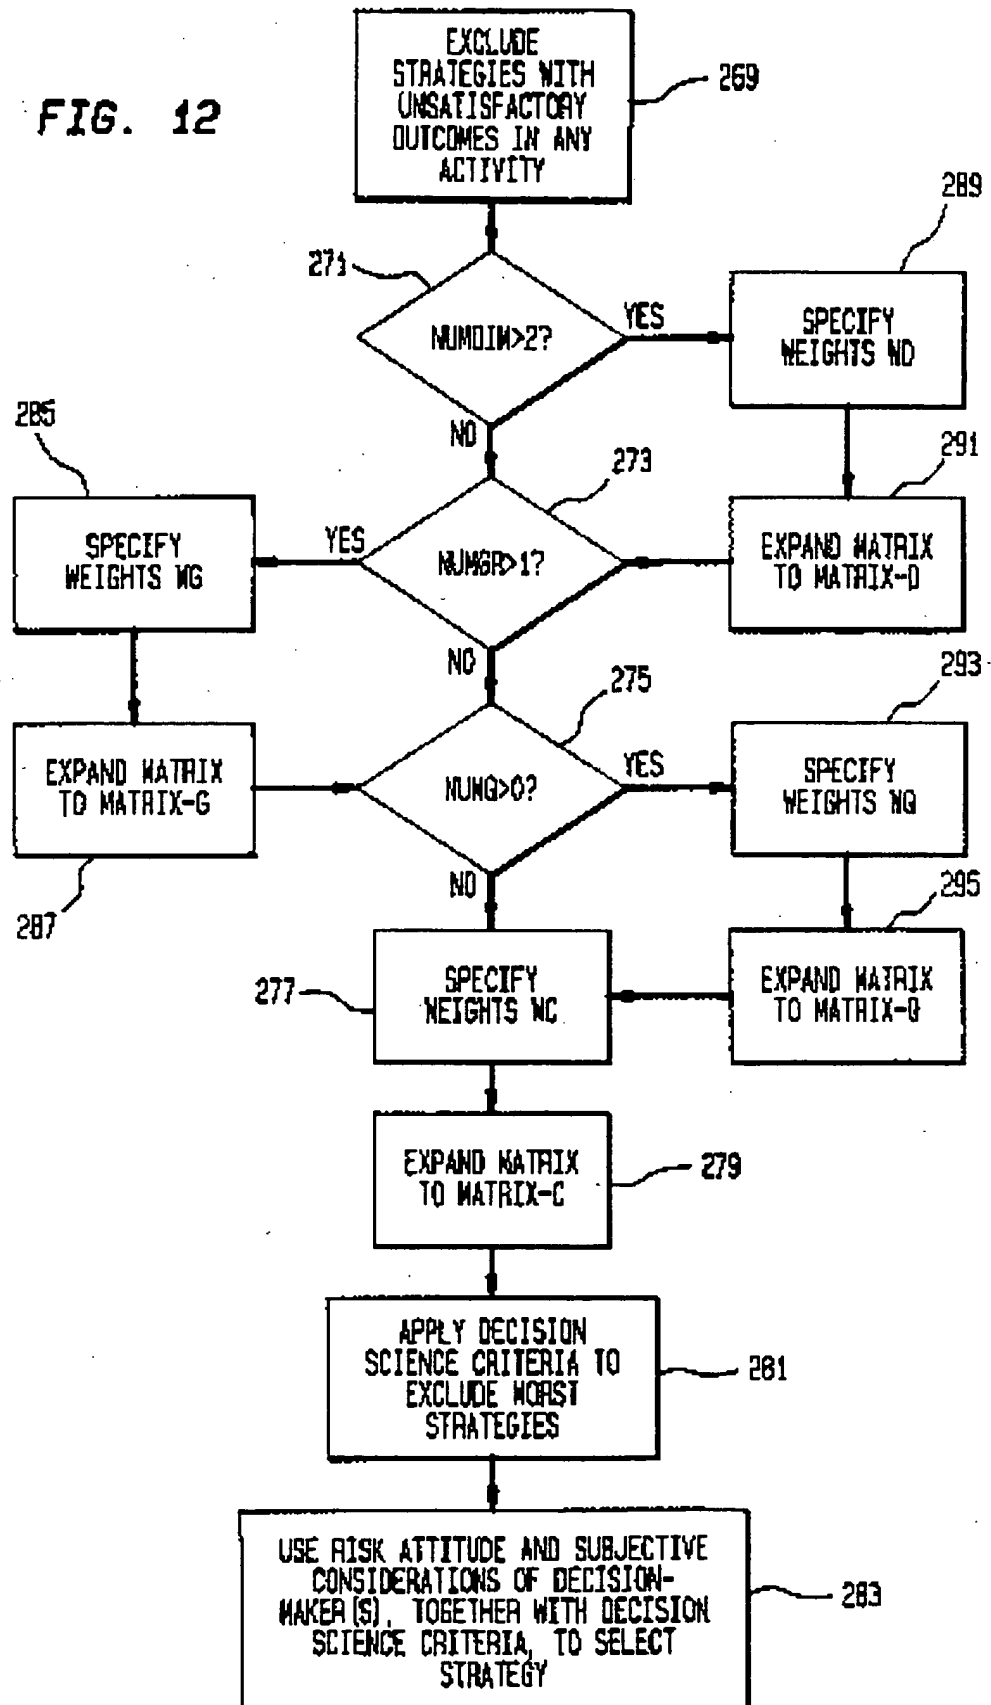 FIG. 12
EXCLUDE
STRATEGIES WITH
UNSATISFACTORY
OUTCOMES IN ANY
ACTIVITY
269
271
NUMDIM>2?
YES
NO
289
SPECIFY
WEIGHTS WD
291
EXPAND MATRIX
TO MATRIX-D
273
NUMGR>1?
YES
NO
285
SPECIFY
WEIGHTS WG
EXPAND MATRIX
TO MATRIX-G
287
275
NUMQ>0?
YES
NO
293
SPECIFY
WEIGHTS WQ
295
EXPAND MATRIX
TO MATRIX-Q
277
SPECIFY
WEIGHTS WC
EXPAND MATRIX
TO MATRIX-C
279
APPLY DECISION
SCIENCE CRITERIA TO
EXCLUDE WORST
STRATEGIES
281
USE RISK ATTITUDE AND SUBJECTIVE
CONSIDERATIONS OF DECISION-
MAKER(S), TOGETHER WITH DECISION
SCIENCE CRITERIA, TO SELECT
STRATEGY
283